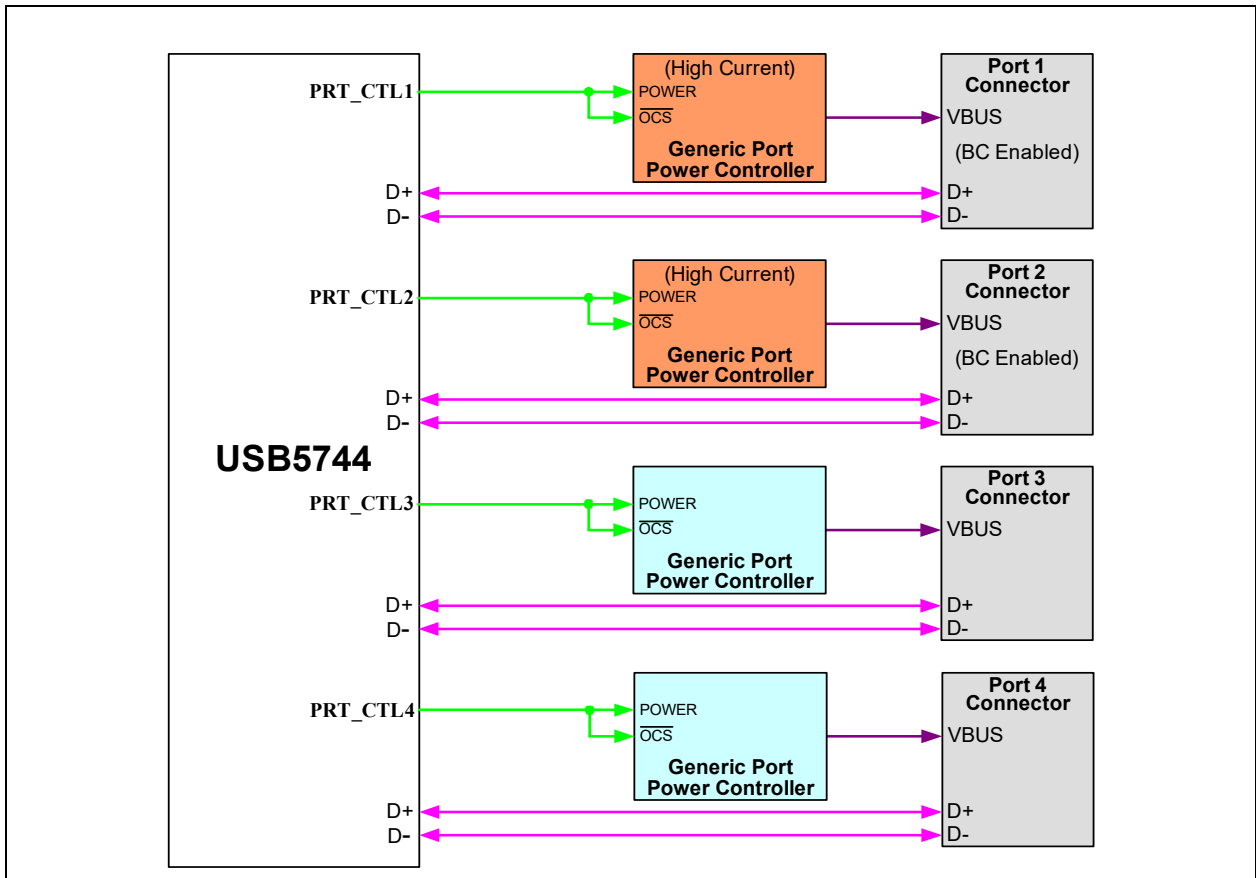 PRT_CTL1
(High Current)
POWER
OCS
Generic Port
Power Controller
Port 1
Connector
VBUS
(BC Enabled)
D+
D-
D+
D-
PRT_CTL2
(High Current)
POWER
OCS
Generic Port
Power Controller
Port 2
Connector
VBUS
(BC Enabled)
D+
D-
D+
D-
USB5744
PRT_CTL3
POWER
OCS
Generic Port
Power Controller
Port 3
Connector
VBUS
D+
D-
D+
D-
PRT_CTL4
POWER
OCS
Generic Port
Power Controller
Port 4
Connector
VBUS
D+
D-
D+
D-